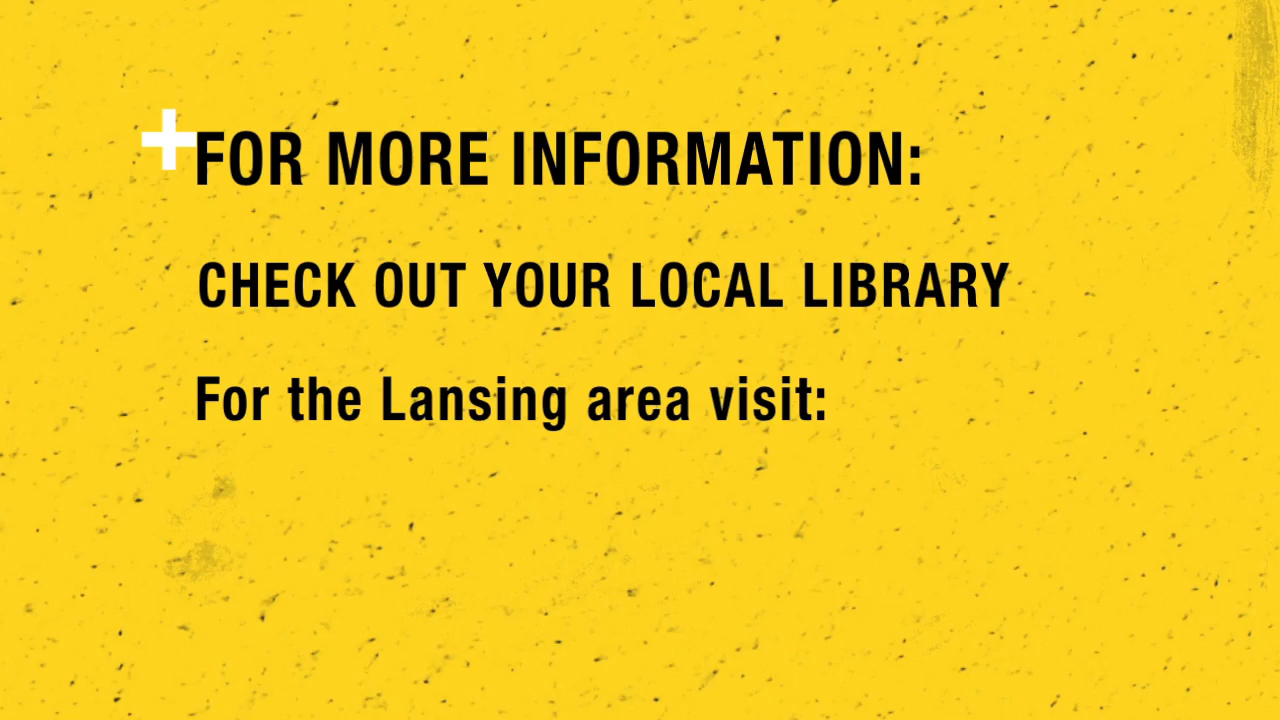 FOR MORE INFORMATION:
CHECK OUT YOUR LOCAL LIBRARY
For the Lansing area visit: